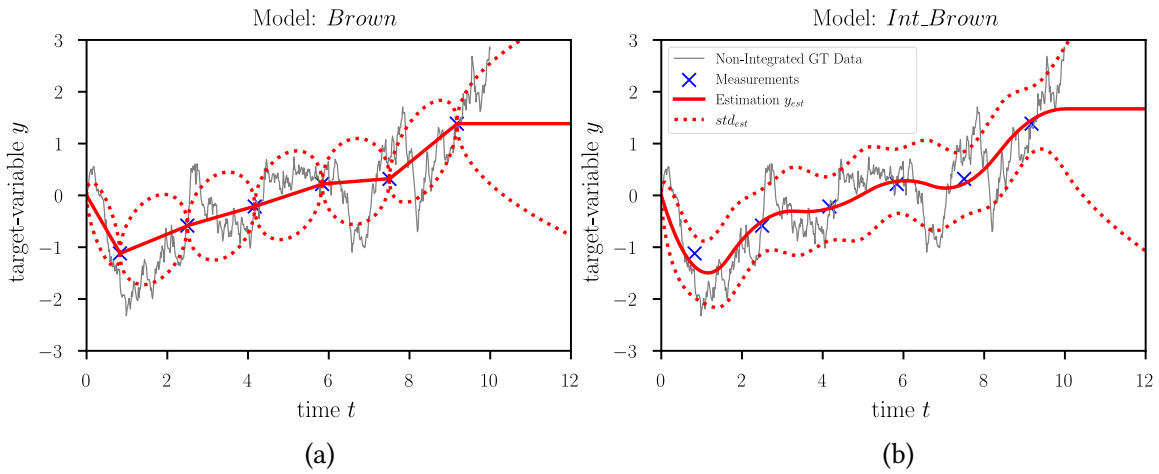 Model: Brown
Model: Int_Brown
3
2
1
0
−1
−2
−3
target-variable y
0
2
4
6
8
10
12
time t
(a)
3
2
1
0
−1
−2
−3
target-variable y
Non-Integrated GT Data
Measurements
Estimation y_est
std_est
0
2
4
6
8
10
12
time t
(b)